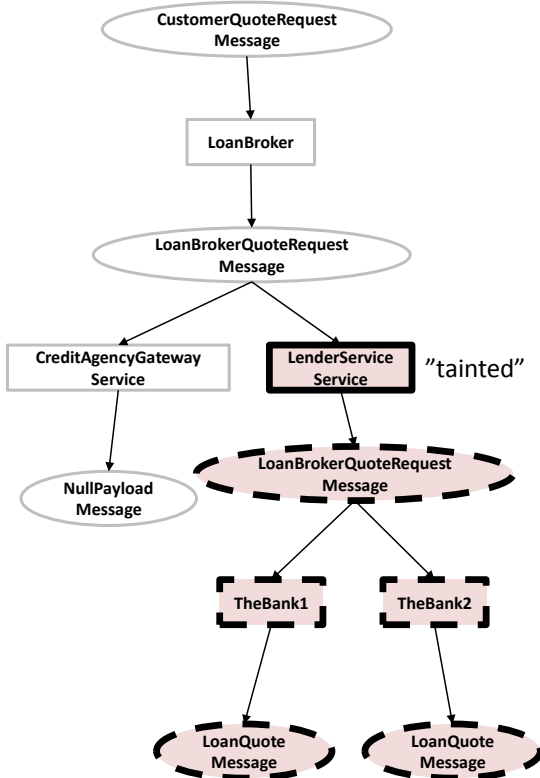 CustomerQuoteRequest
Message
LoanBroker
LoanBrokerQuoteRequest
Message
CreditAgencyGateway
Service
LenderService
Service
”tainted”
LoanBrokerQuoteRequest
Message
NullPayload
Message
TheBank1
TheBank2
LoanQuote
Message
LoanQuote
Message